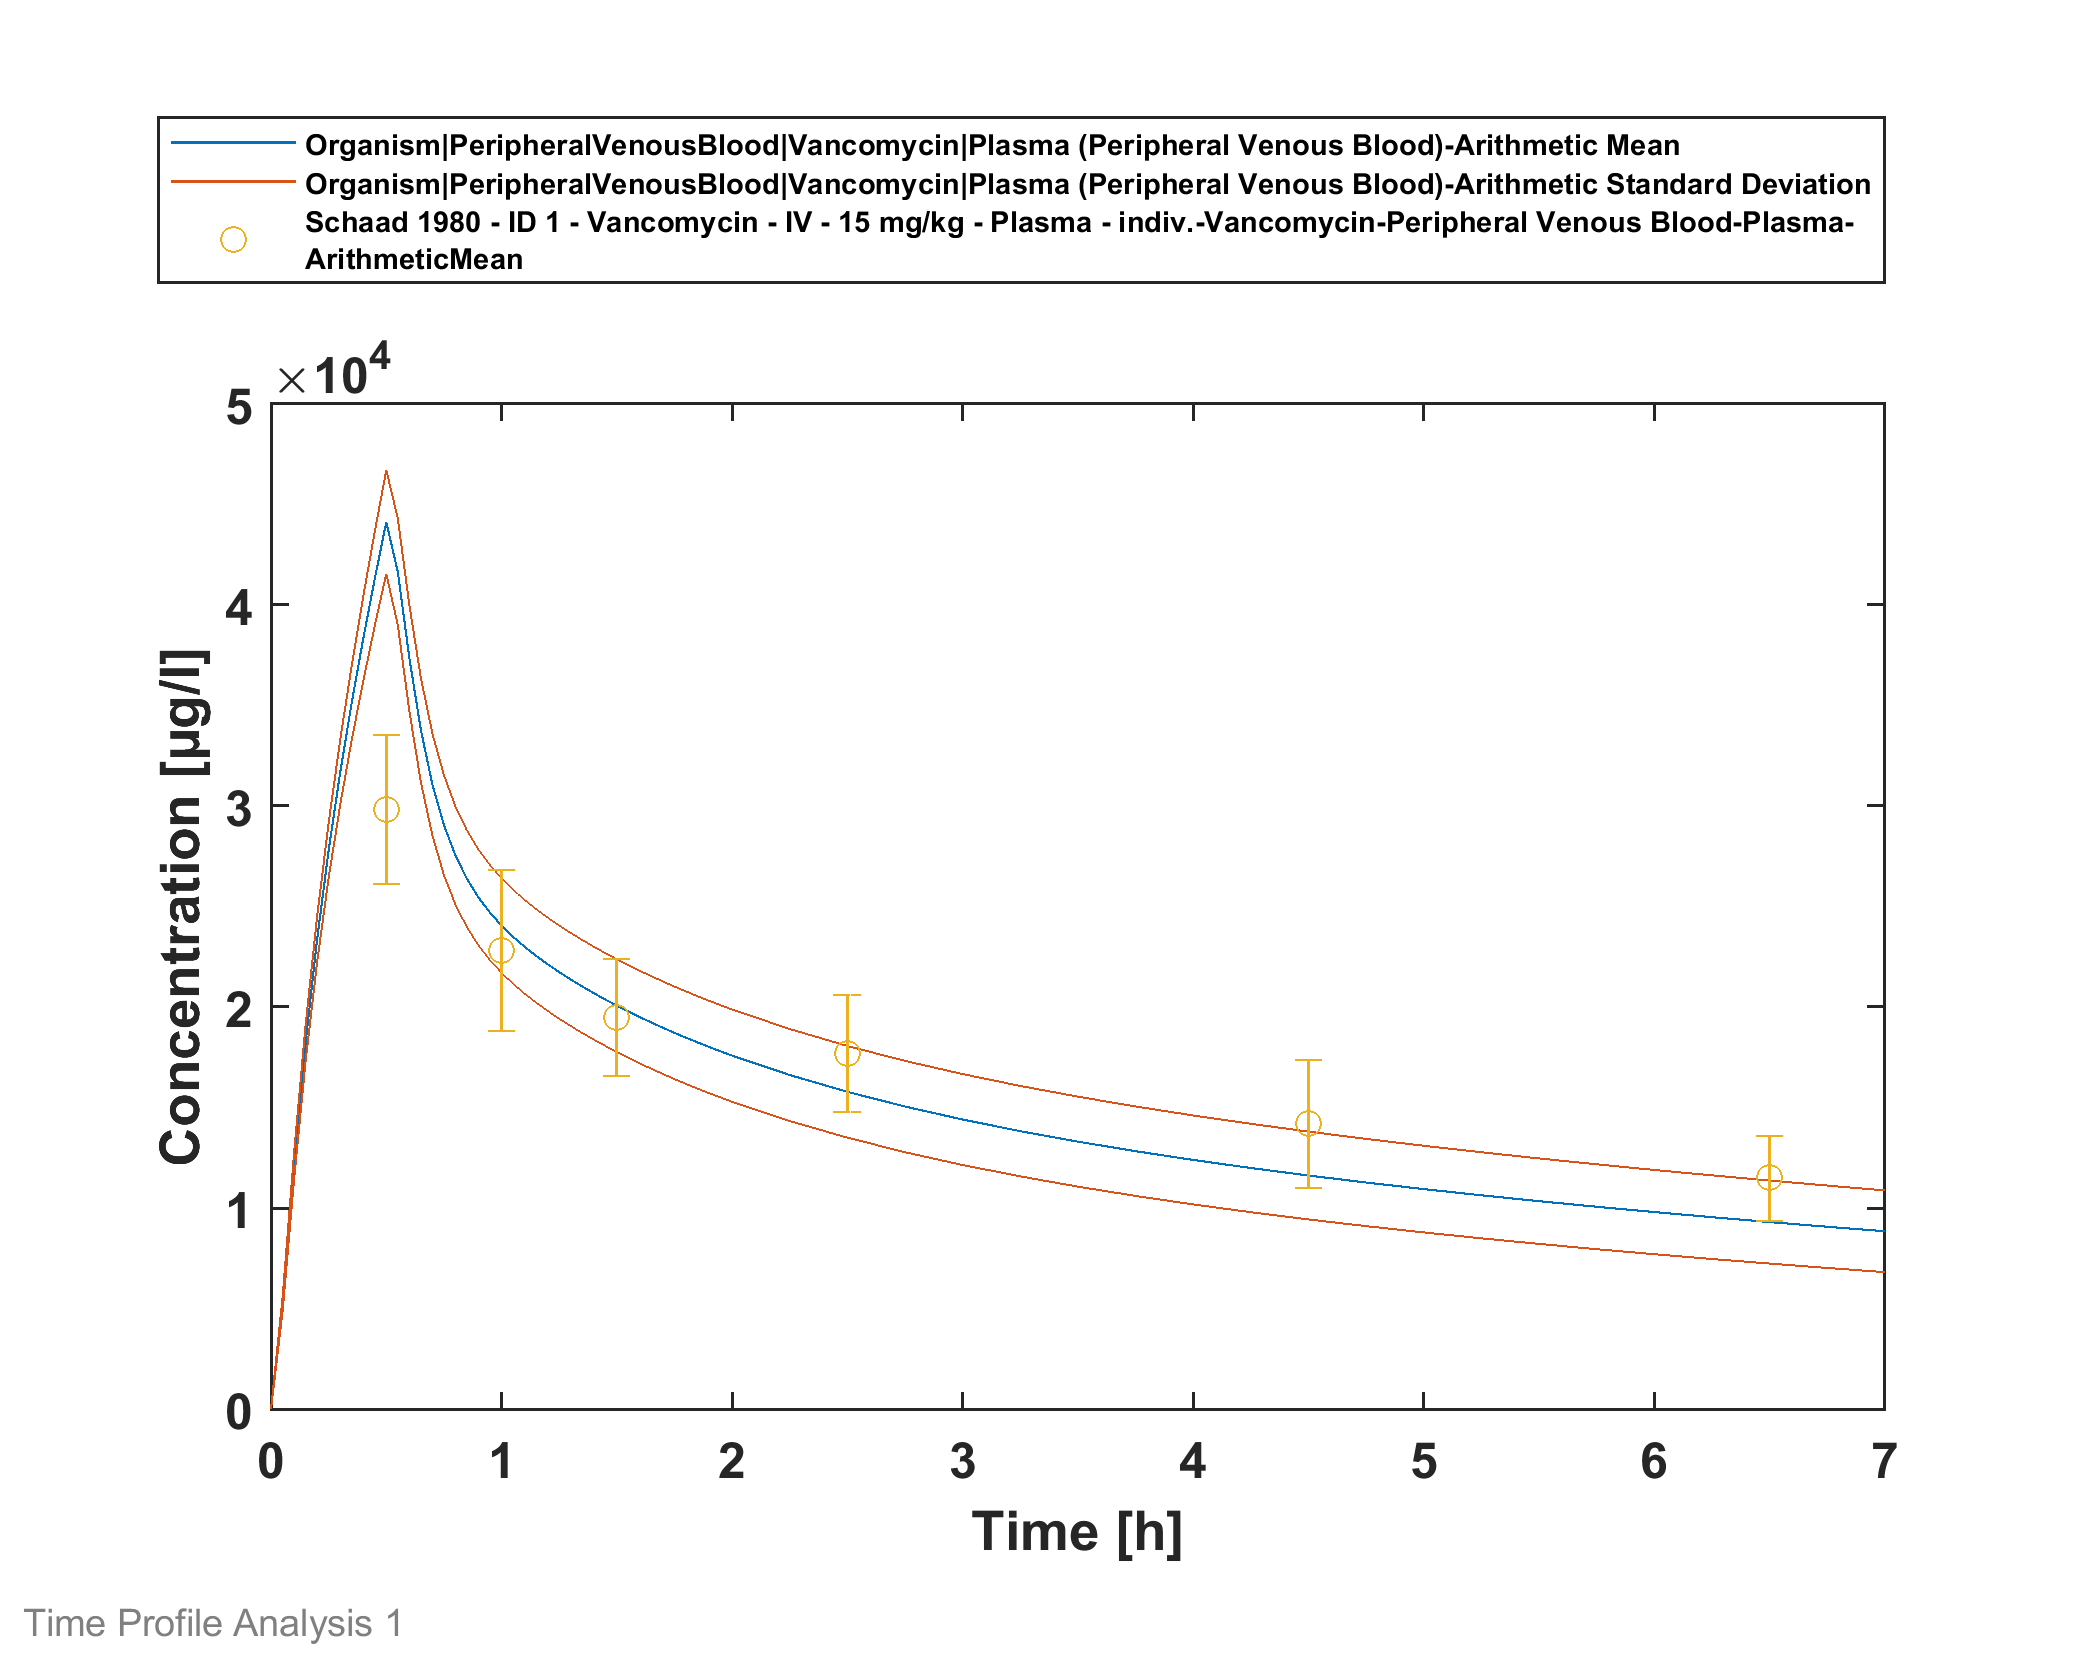 Organism|PeripheralVenousBlood|Vancomycin|Plasma (Peripheral Venous Blood)-Arithmetic Mean
Organism|PeripheralVenousBlood|Vancomycin|Plasma (Peripheral Venous Blood)-Arithmetic Standard Deviation
Schaad 1980 - ID 1 - Vancomycin - IV - 15 mg/kg - Plasma - indiv.-Vancomycin-Peripheral Venous Blood-Plasma-
ArithmeticMean
×10⁴
5
4
3
2
1
0
Concentration [µg/l]
0 1 2 3 4 5 6 7
Time [h]
Time Profile Analysis 1